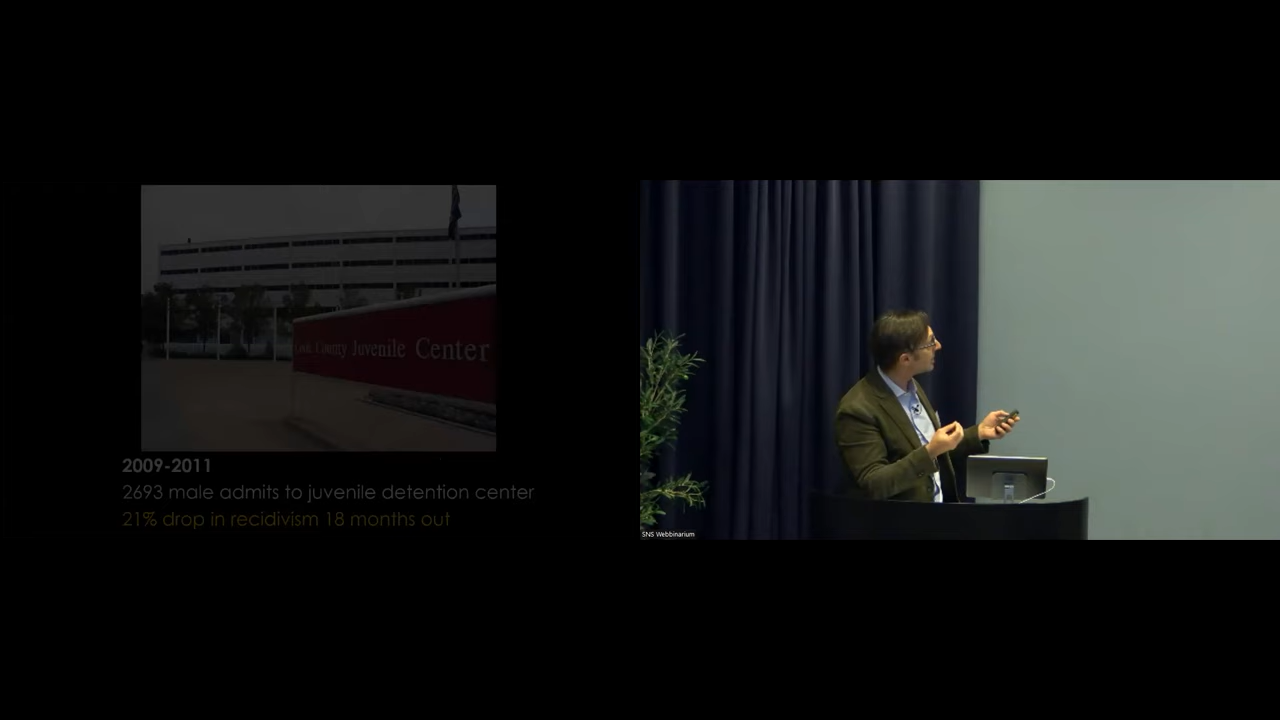 Cook County Juvenile Center
2009-2011
2693 male admits to juvenile detention center
21% drop in recidivism 18 months out
SNS Webbinarium